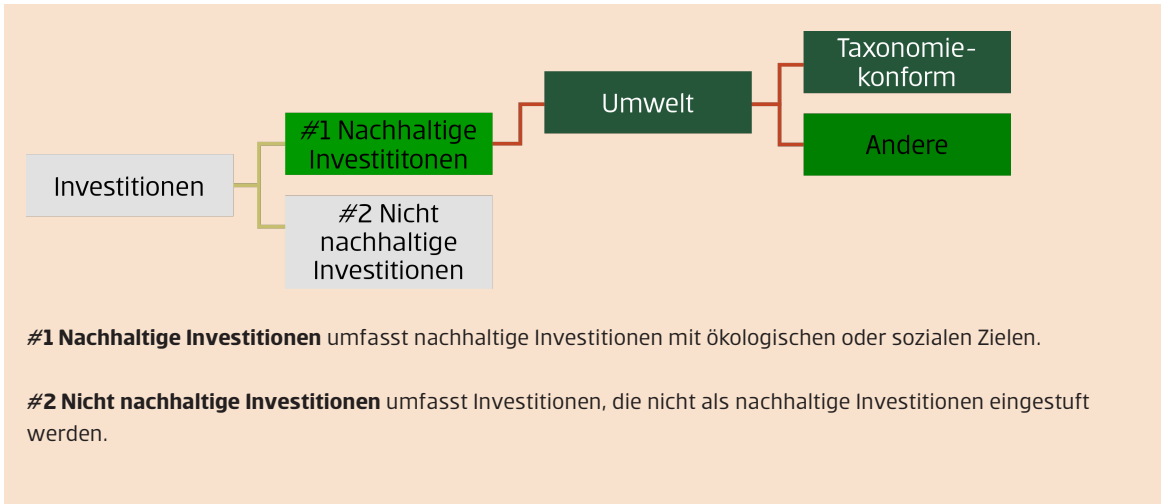 Taxonomie-
konform
Umwelt
Andere
#1 Nachhaltige
Investititonen
Investitionen
#2 Nicht
nachhaltige
Investitionen
#1 Nachhaltige Investitionen umfasst nachhaltige Investitionen mit ökologischen oder sozialen Zielen.
#2 Nicht nachhaltige Investitionen umfasst Investitionen, die nicht als nachhaltige Investitionen eingestuft
werden.